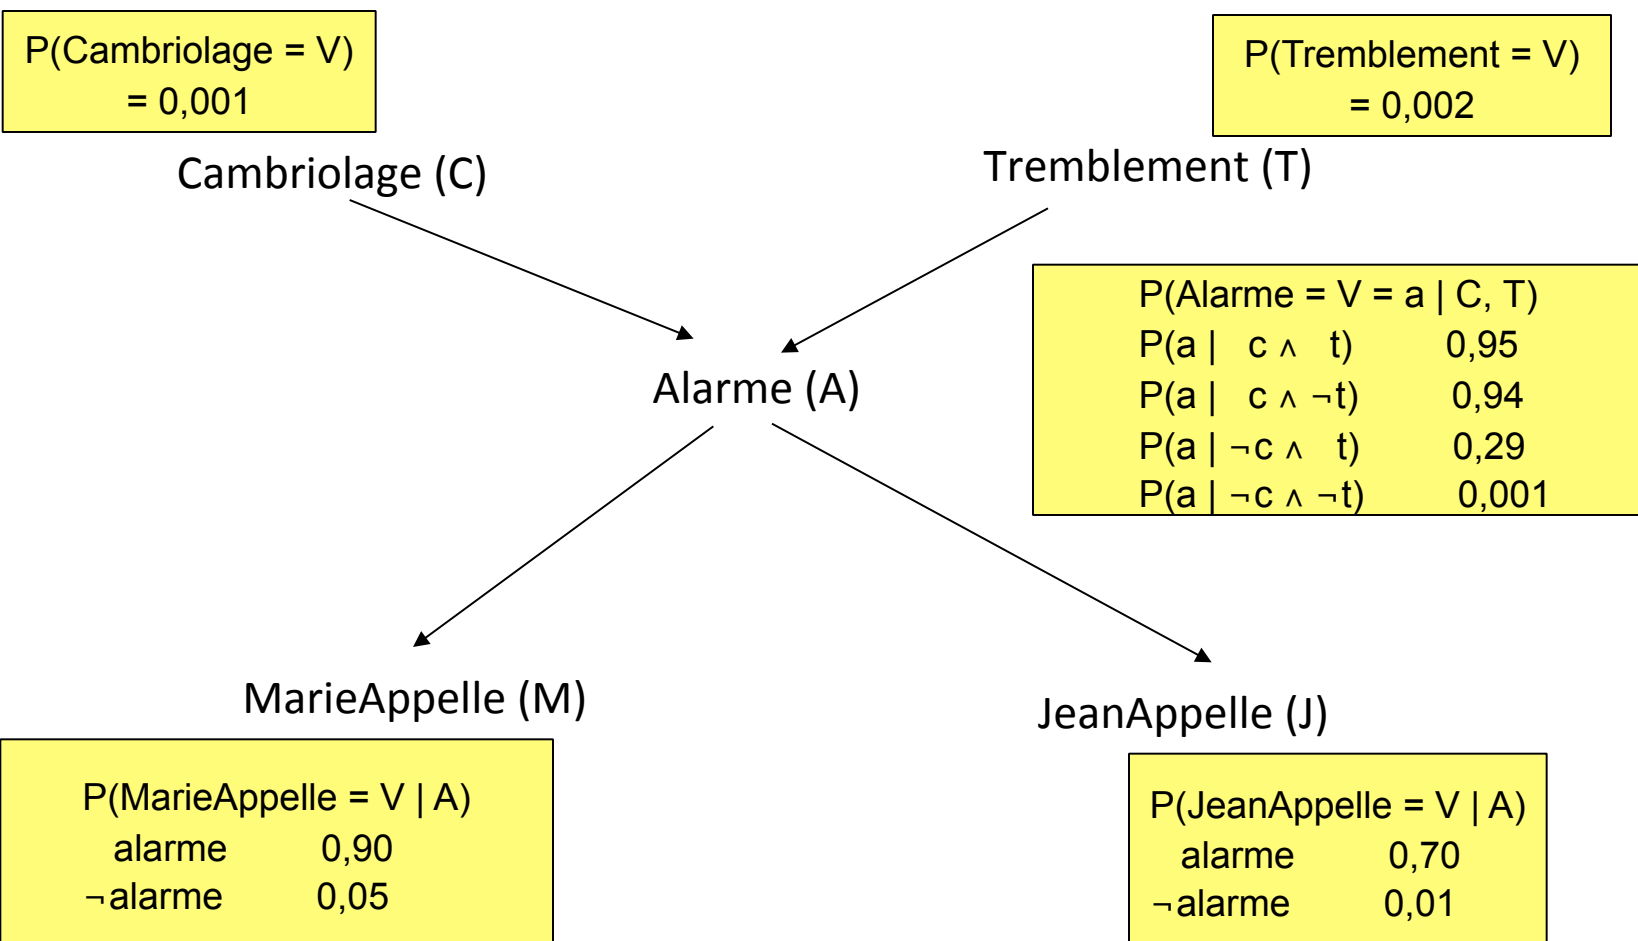 P(Cambriolage = V)
= 0,001
P(Tremblement = V)
= 0,002
Cambriolage (C)
Tremblement (T)
P(Alarme = V = a | C, T)
P(a | c ∧ t) 0,95
P(a | c ∧ ¬t) 0,94
P(a | ¬c ∧ t) 0,29
P(a | ¬c ∧ ¬t) 0,001
Alarme (A)
MarieAppelle (M)
JeanAppelle (J)
P(MarieAppelle = V | A)
alarme 0,90
¬alarme 0,05
P(JeanAppelle = V | A)
alarme 0,70
¬alarme 0,01